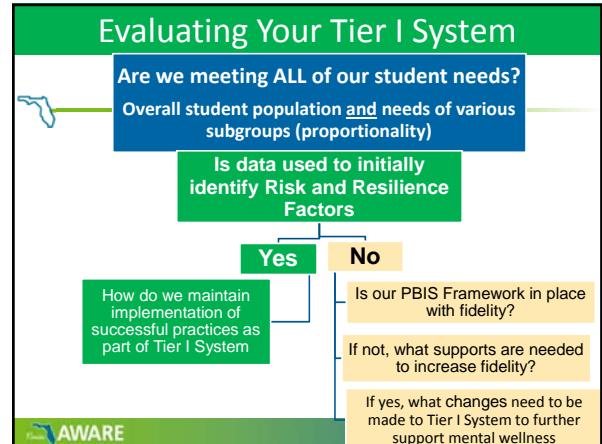 Evaluating Your Tier I System
Are we meeting ALL of our student needs?
Overall student population and needs of various
subgroups (proportionality)
Is data used to initially
identify Risk and Resilience
Factors
Yes
No
How do we maintain
implementation of
successful practices as
part of Tier I System
Is our PBIS Framework in place
with fidelity?
If not, what supports are needed
to increase fidelity?
If yes, what changes need to be
made to Tier I System to further
support mental wellness
AWARE